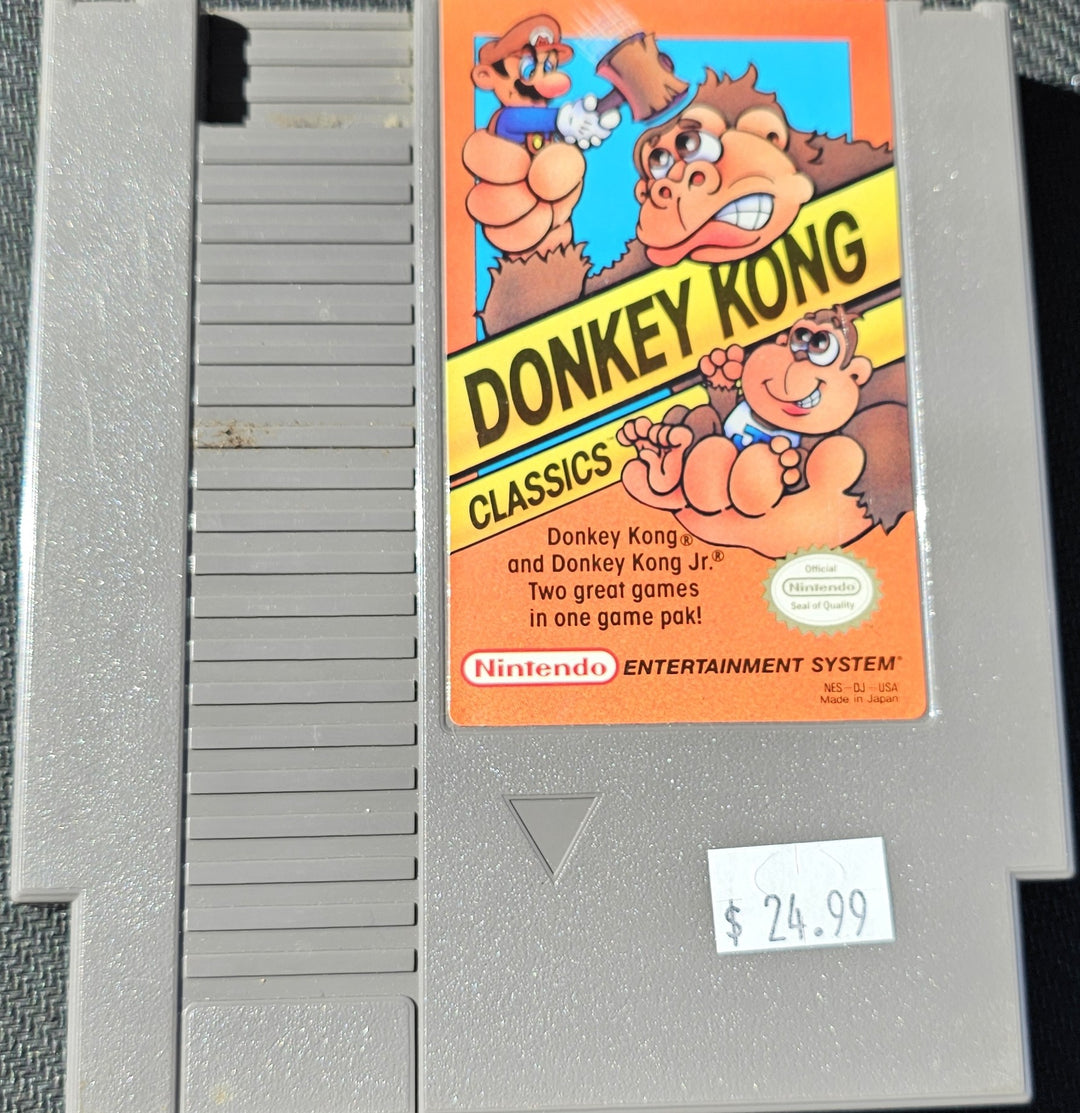 M
DONKEY KONG
CLASSICS™
J
Donkey Kong®
and Donkey Kong Jr.®
Two great games
in one game pak!
Official
Nintendo
Seal of Quality
Nintendo ENTERTAINMENT SYSTEM®
NES-DJ-USA
Made in Japan
$ 24.99